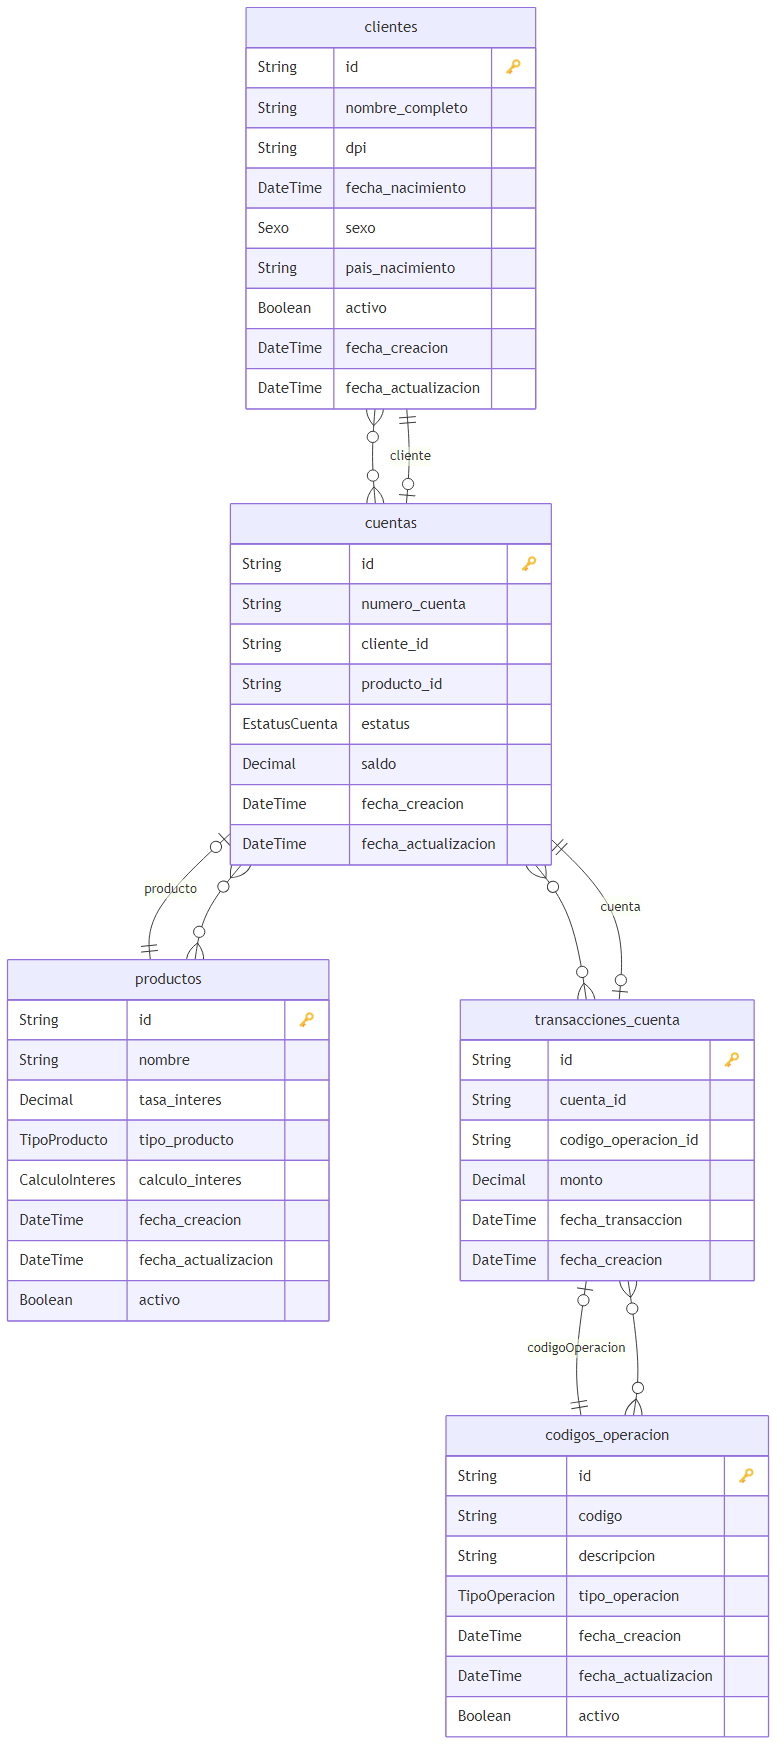 clientes
String id
String nombre_completo
String dpi
DateTime fecha_nacimiento
Sexo sexo
String pais_nacimiento
Boolean activo
DateTime fecha_creacion
DateTime fecha_actualizacion
cliente
cuentas
String id
String numero_cuenta
String cliente_id
String producto_id
EstatusCuenta estatus
Decimal saldo
DateTime fecha_creacion
DateTime fecha_actualizacion
producto
cuenta
productos
String id
String nombre
Decimal tasa_interes
TipoProducto tipo_producto
CalculoInteres calculo_interes
DateTime fecha_creacion
DateTime fecha_actualizacion
Boolean activo
transacciones_cuenta
String id
String cuenta_id
String codigo_operacion_id
Decimal monto
DateTime fecha_transaccion
DateTime fecha_creacion
codigoOperacion
codigos_operacion
String id
String codigo
String descripcion
TipoOperacion tipo_operacion
DateTime fecha_creacion
DateTime fecha_actualizacion
Boolean activo